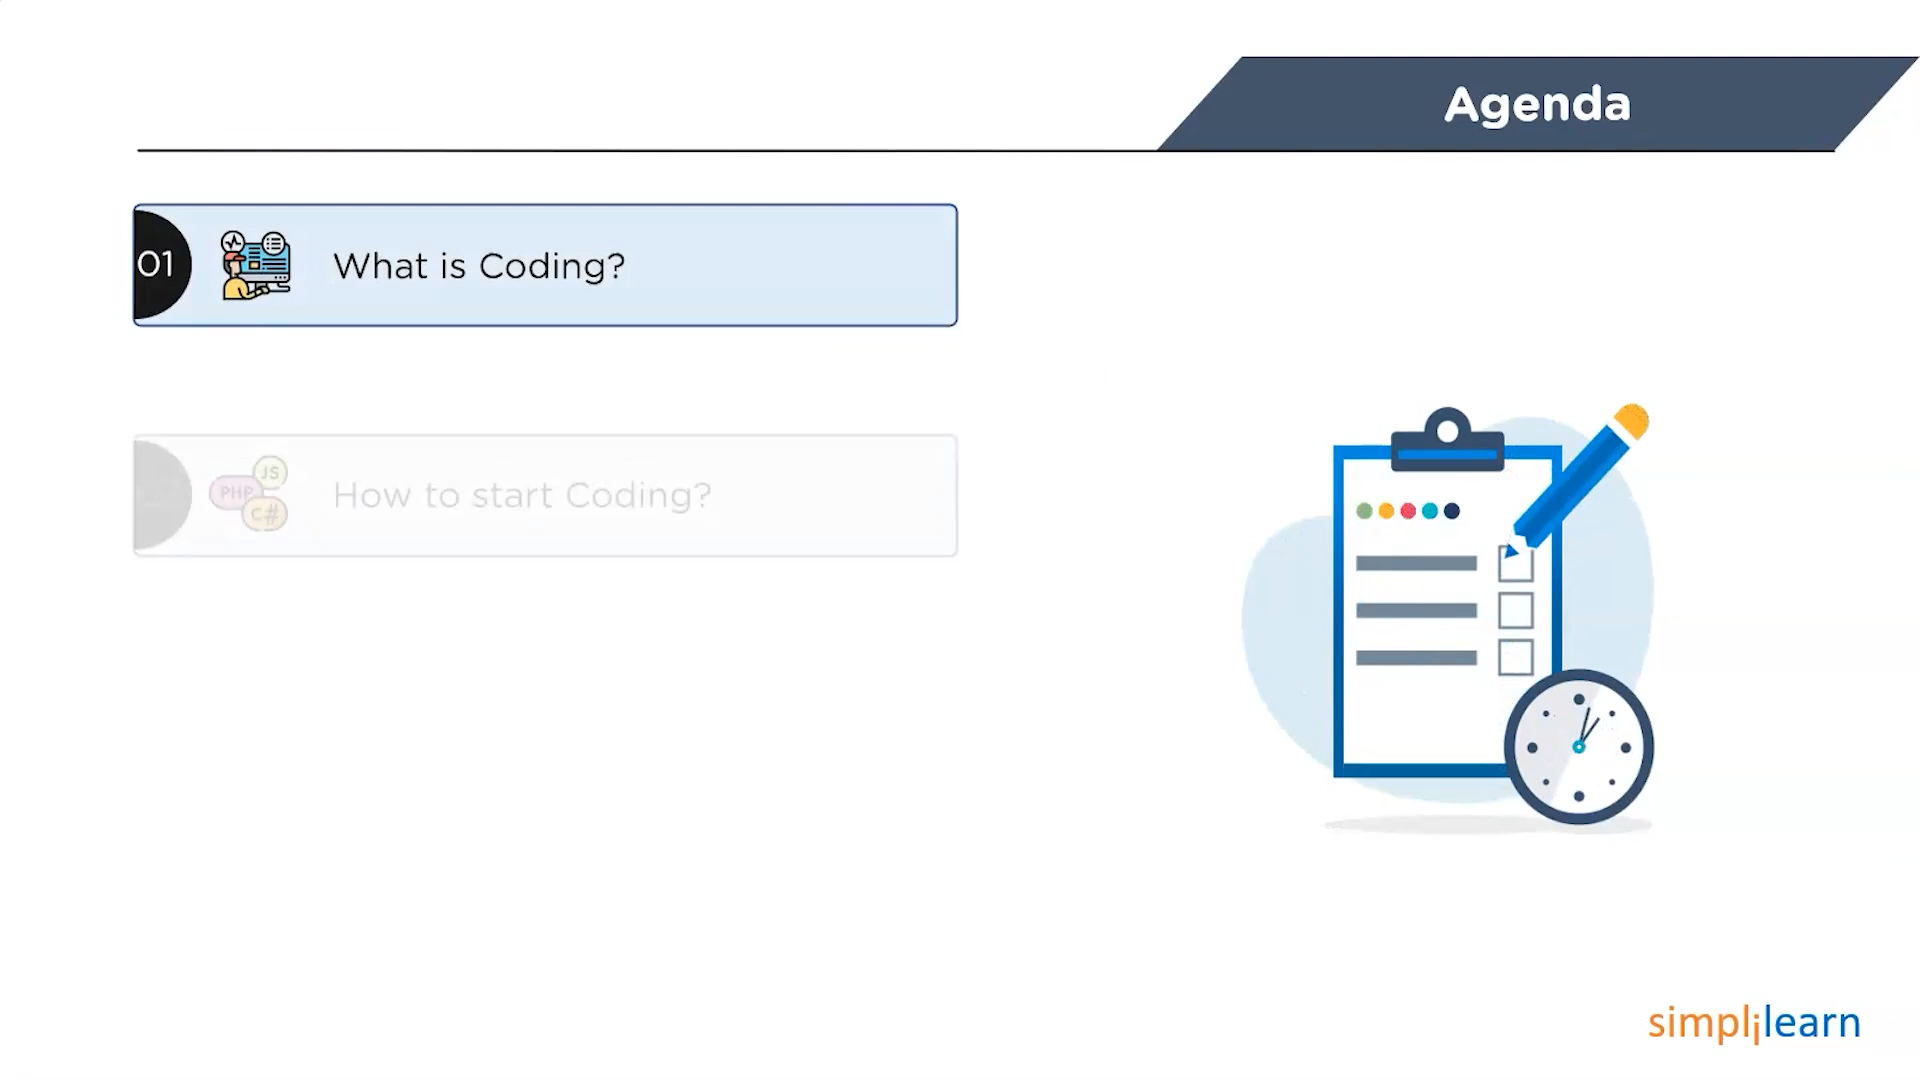 Agenda
01
What is Coding?
JS
PHP
C#
How to start Coding?
simplilearn